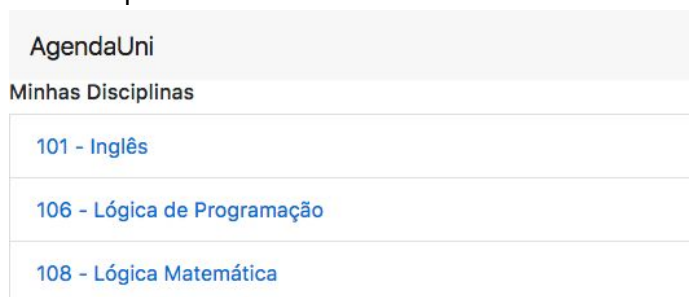 AgendaUni
Minhas Disciplinas
101 - Inglês
106 - Lógica de Programação
108 - Lógica Matemática